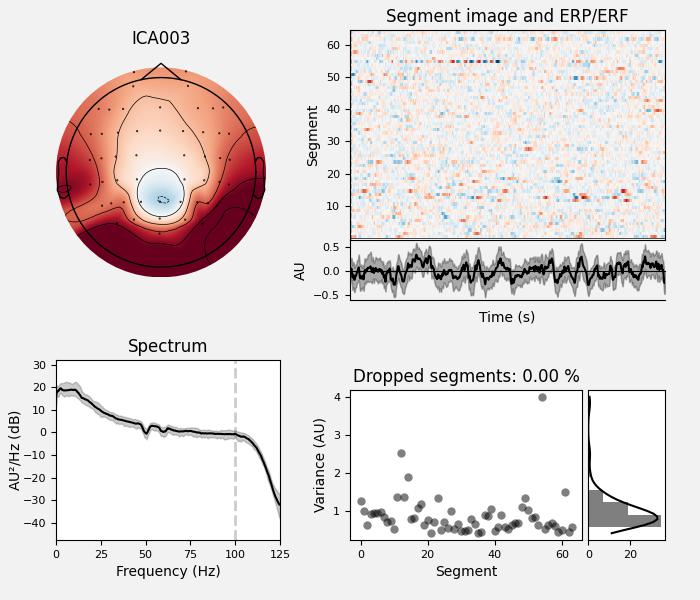 ICA003
Segment image and ERP/ERF
60
50
40
30
20
10
Segment
0.5
0.0
−0.5
AU
Time (s)
Spectrum
30
20
10
0
−10
−20
−30
−40
AU²/Hz (dB)
0 25 50 75 100 125
Frequency (Hz)
Dropped segments: 0.00 %
4
3
2
1
Variance (AU)
0 20 40 60
Segment
0 20